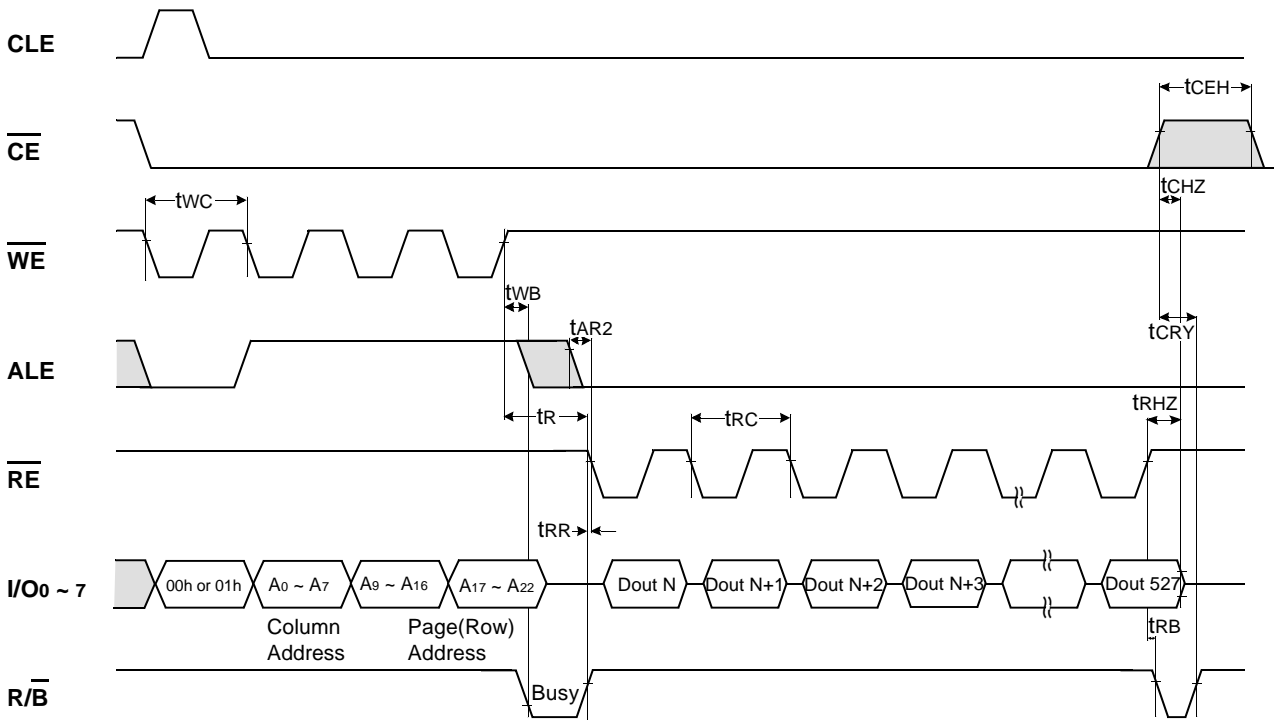 CLE
tCEH
CE
tCHZ
tWC
WE
tWB
tCRY
tAR2
ALE
tR
tRC
tRHZ
RE
tRR
I/O0 ~ 7
00h or 01h
A0 ~ A7
A9 ~ A16
A17 ~ A22
Dout N
Dout N+1
Dout N+2
Dout N+3
Dout 527
Column
Address
Page(Row)
Address
tRB
R/B
Busy